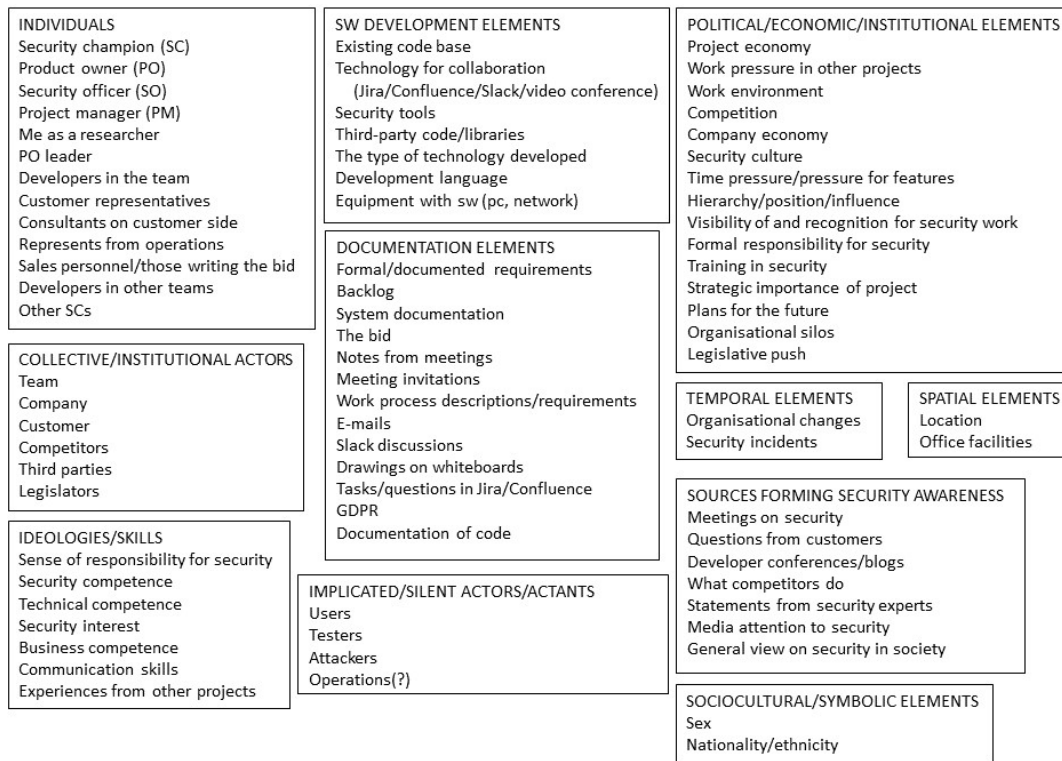 INDIVIDUALS
Security champion (SC)
Product owner (PO)
Security officer (SO)
Project manager (PM)
Me as a researcher
PO leader
Developers in the team
Customer representatives
Consultants on customer side
Represents from operations
Sales personnel/those writing the bid
Developers in other teams
Other SCs
COLLECTIVE/INSTITUTIONAL ACTORS
Team
Company
Customer
Competitors
Third parties
Legislators
IDEOLOGIES/SKILLS
Sense of responsibility for security
Security competence
Technical competence
Security interest
Business competence
Communication skills
Experiences from other projects
SW DEVELOPMENT ELEMENTS
Existing code base
Technology for collaboration
(Jira/Confluence/Slack/video conference)
Security tools
Third-party code/libraries
The type of technology developed
Development language
Equipment with sw (pc, network)
DOCUMENTATION ELEMENTS
Formal/documented requirements
Backlog
System documentation
The bid
Notes from meetings
Meeting invitations
Work process descriptions/requirements
E-mails
Slack discussions
Drawings on whiteboards
Tasks/questions in Jira/Confluence
GDPR
Documentation of code
IMPLICATED/SILENT ACTORS/ACTANTS
Users
Testers
Attackers
Operations(?)
POLITICAL/ECONOMIC/INSTITUTIONAL ELEMENTS
Project economy
Work pressure in other projects
Work environment
Competition
Company economy
Security culture
Time pressure/pressure for features
Hierarchy/position/influence
Visibility of and recognition for security work
Formal responsibility for security
Training in security
Strategic importance of project
Plans for the future
Organisational silos
Legislative push
TEMPORAL ELEMENTS
Organisational changes
Security incidents
SPATIAL ELEMENTS
Location
Office facilities
SOURCES FORMING SECURITY AWARENESS
Meetings on security
Questions from customers
Developer conferences/blogs
What competitors do
Statements from security experts
Media attention to security
General view on security in society
SOCIOCULTURAL/SYMBOLIC ELEMENTS
Sex
Nationality/ethnicity